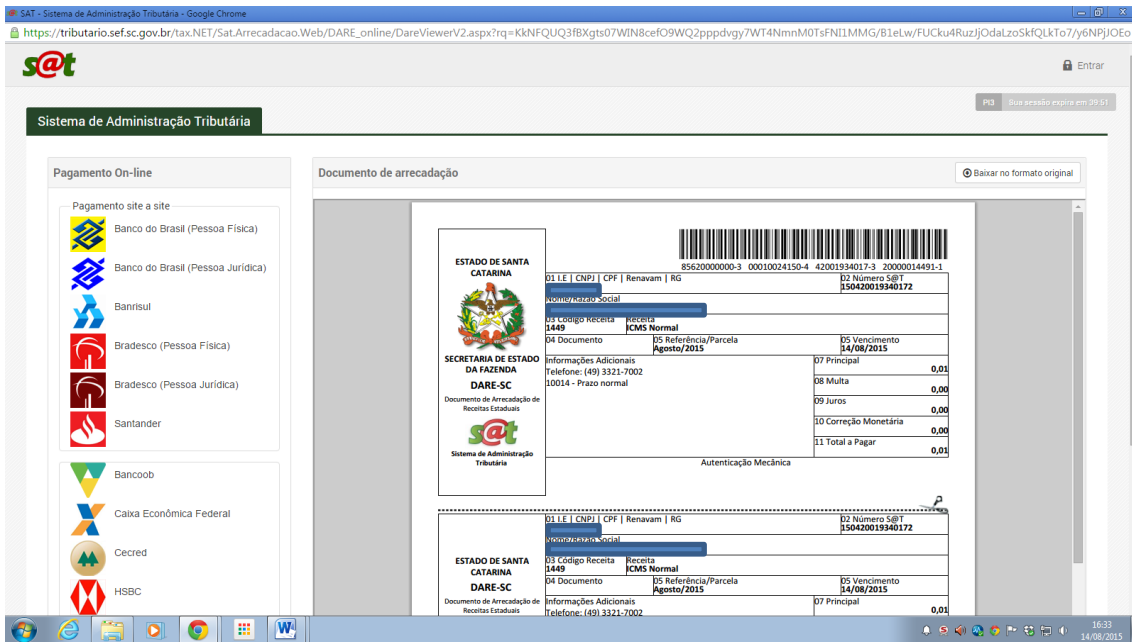 SAT - Sistema de Administração Tributária - Google Chrome
https://tributario.sef.sc.gov.br/tax.NET/Sat.Arrecadacao.Web/DARE_online/DareViewerV2.aspx?rq=
s@t
Entrar
PI3 Sua sessão expira em 39:51
Sistema de Administração Tributária
Pagamento On-line
Pagamento site a site
Banco do Brasil (Pessoa Física)
Banco do Brasil (Pessoa Jurídica)
Banrisul
Bradesco (Pessoa Física)
Bradesco (Pessoa Jurídica)
Santander
Bancoob
Caixa Econômica Federal
Cecred
HSBC
Documento de arrecadação
Baixar no formato original
ESTADO DE SANTA
CATARINA
SECRETARIA DE ESTADO
DA FAZENDA
DARE-SC
Documento de Arrecadação de
Receitas Estaduais
s@t
Sistema de Administração
Tributária
85620000000-3 00010024150-4 42001934017-3 20000014491-1
01 I.E | CNPJ | CPF | Renavam | RG
02 Número S@T
150420019340172
Nome/Razão Social
03 Código Receita Receita
1449 ICMS Normal
04 Documento 05 Referência/Parcela 05 Vencimento
Agosto/2015 14/08/2015
Informações Adicionais
Telefone: (49) 3321-7002
10014 - Prazo normal
07 Principal
0,01
08 Multa
0,00
09 Juros
0,00
10 Correção Monetária
0,00
11 Total a Pagar
0,01
Autenticação Mecânica
ESTADO DE SANTA
CATARINA
DARE-SC
Documento de Arrecadação de
Receitas Estaduais
01 I.E | CNPJ | CPF | Renavam | RG
02 Número S@T
150420019340172
Nome/Razão Social
03 Código Receita Receita
1449 ICMS Normal
04 Documento 05 Referência/Parcela 05 Vencimento
Agosto/2015 14/08/2015
Informações Adicionais
Telefone: (49) 3321-7002
07 Principal
0,01
16:33
14/08/2015